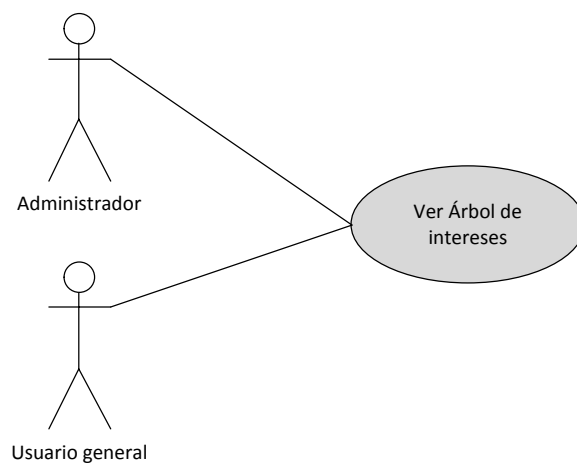 Administrador
Ver Árbol de
intereses
Usuario general